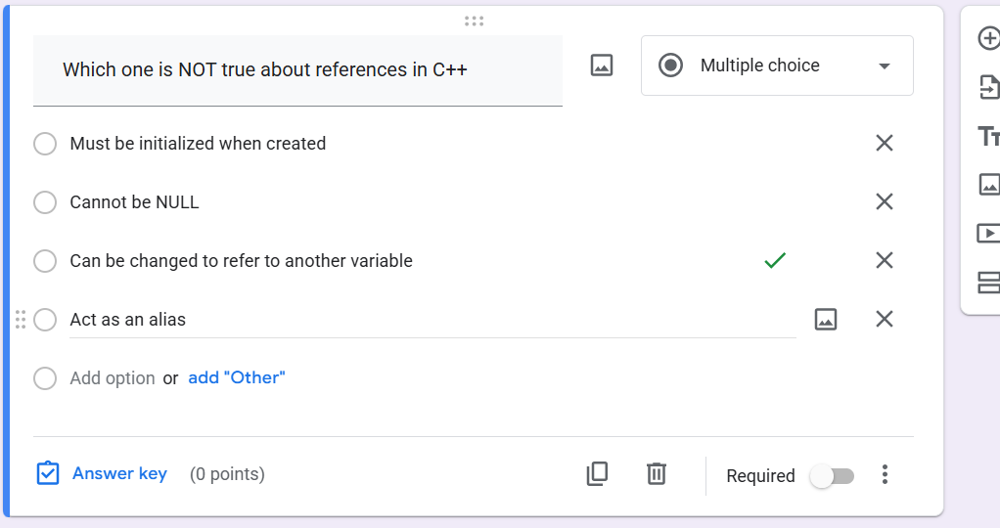 Which one is NOT true about references in C++
Multiple choice
Must be initialized when created
Cannot be NULL
Can be changed to refer to another variable
Act as an alias
Add option or add "Other"
Answer key (0 points) Required